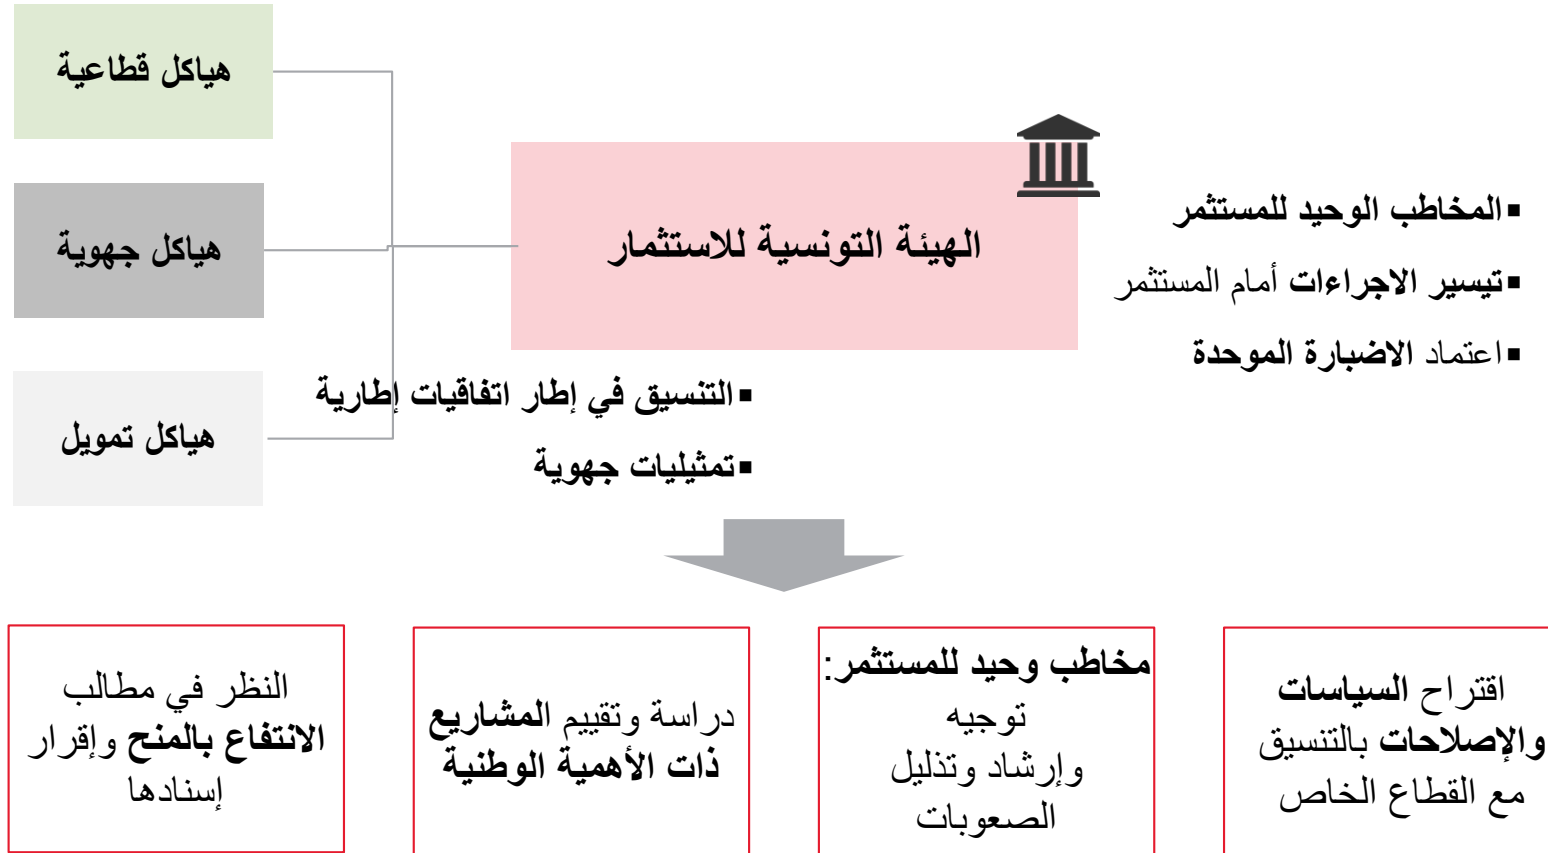 هياكل قطاعية
هياكل جهوية
هياكل تمويل
الهيئة التونسية للاستثمار
▪المخاطب الوحيد للمستثمر
▪تيسير الاجراءات أمام المستثمر
▪اعتماد الاضبارة الموحدة
▪التنسيق في إطار اتفاقيات إطارية
▪تمثيليات جهوية
اقتراح السياسات
والإصلاحات بالتنسيق
مع القطاع الخاص
مخاطب وحيد للمستثمر:
توجيه
وإرشاد وتذليل
الصعوبات
دراسة وتقييم المشاريع
ذات الأهمية الوطنية
النظر في مطالب
الانتفاع بالمنح وإقرار
إسنادها